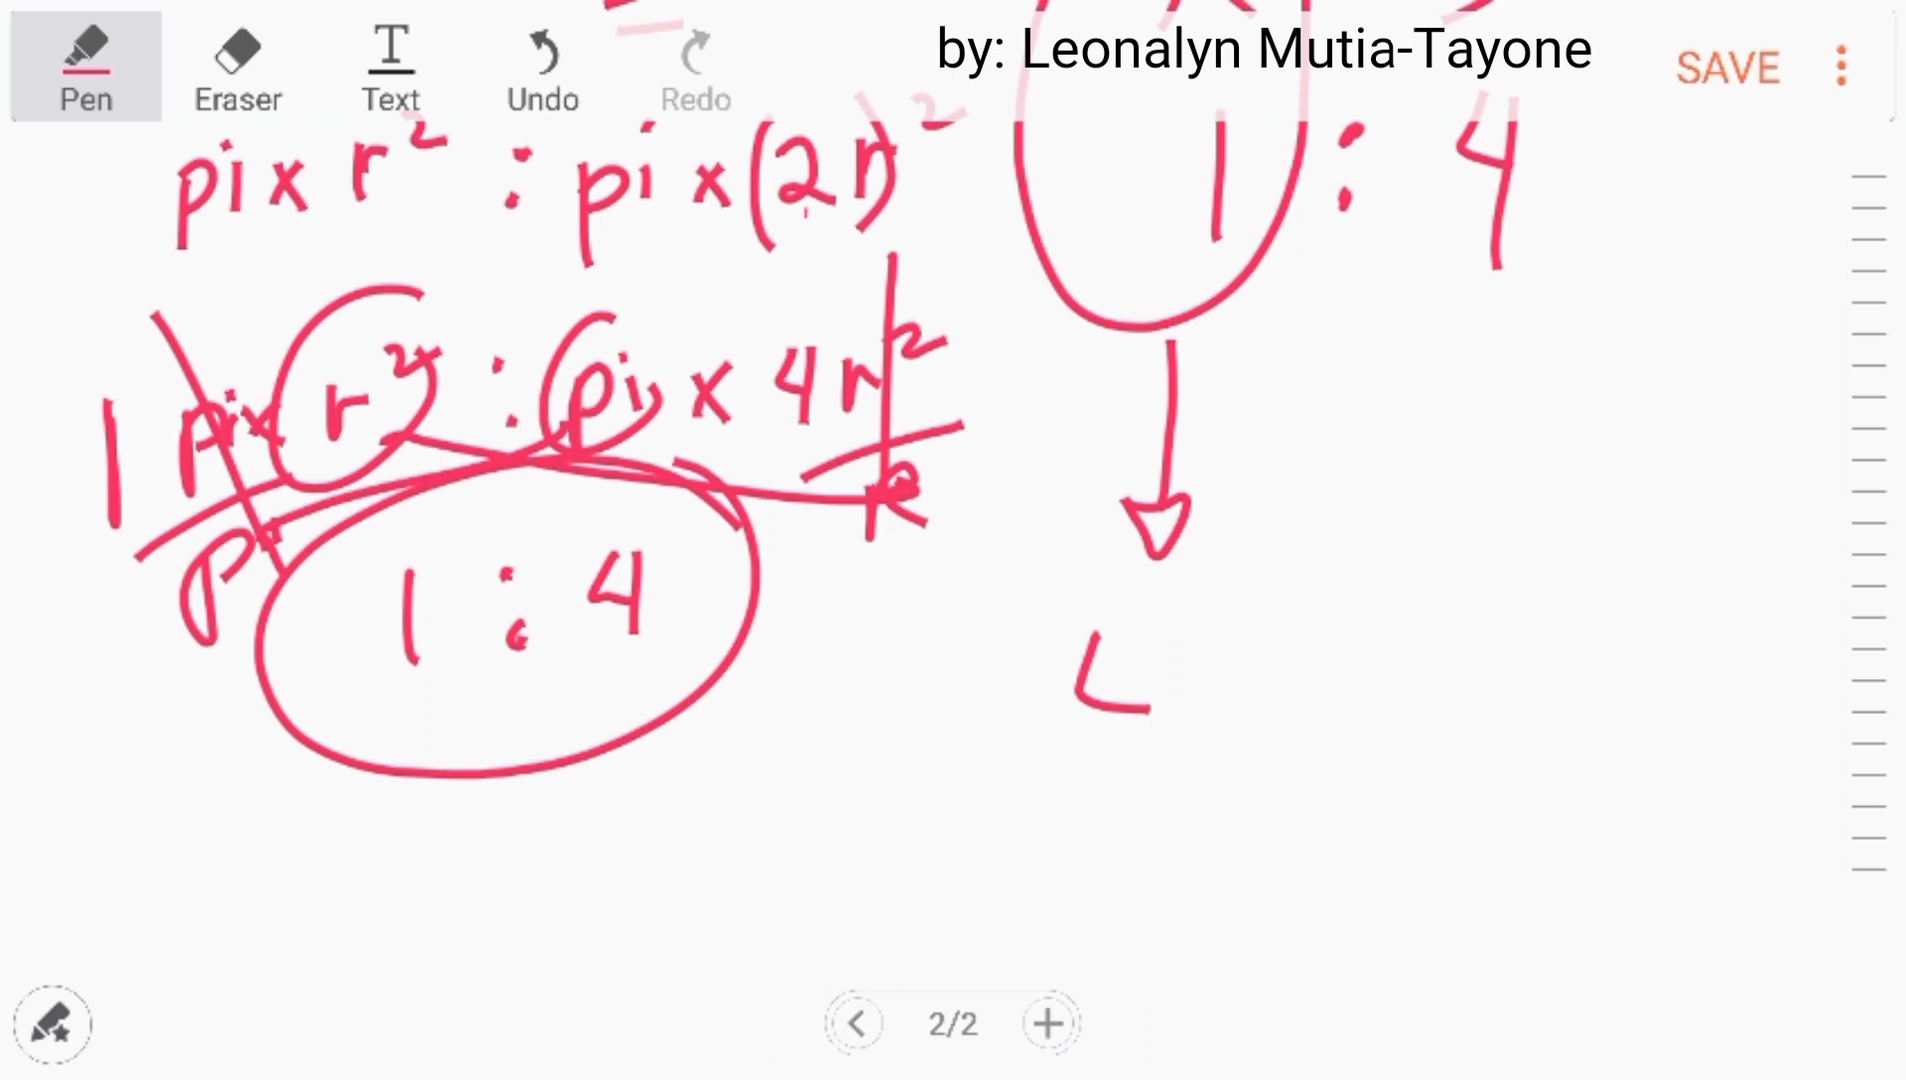 Pen Eraser Text Undo Redo
by: Leonalyn Mutia-Tayone
SAVE
pi x r² : pi x (2r)²
1 : 4
1 pi x r² : pi x 4r²
1 : 4
2/2